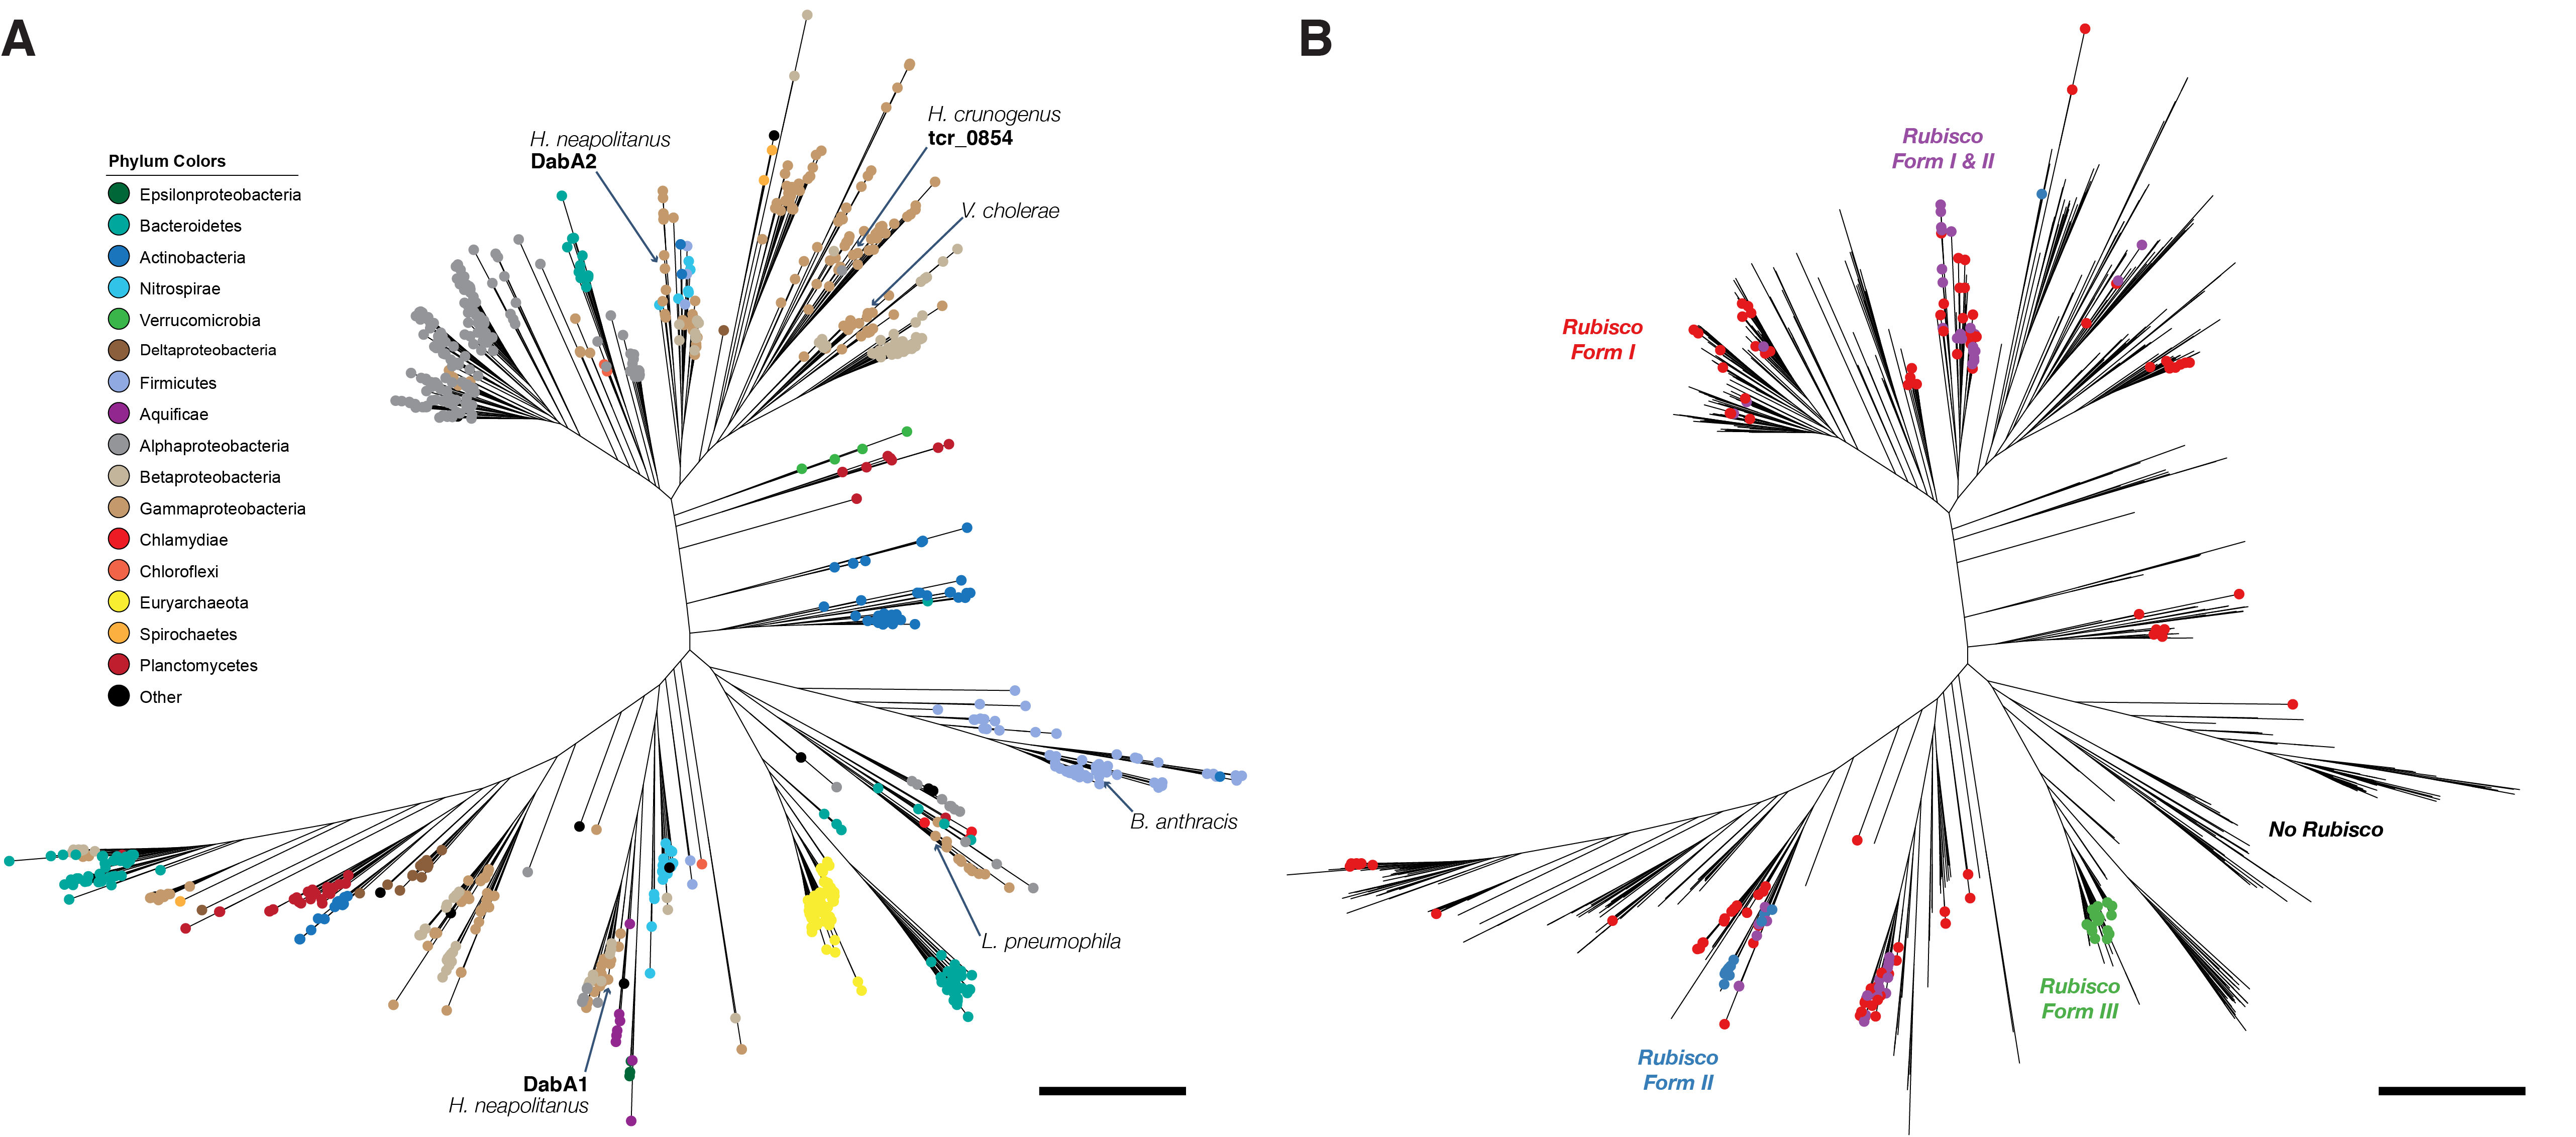 A
H. neapolitanus
DabA2
H. crunogenus
tcr_0854
V. cholerae
Phylum Colors
Epsilonproteobacteria
Bacteroidetes
Actinobacteria
Nitrospirae
Verrucomicrobia
Deltaproteobacteria
Firmicutes
Aquificae
Alphaproteobacteria
Betaproteobacteria
Gammaproteobacteria
Chlamydiae
Chloroflexi
Euryarchaeota
Spirochaetes
Planctomycetes
Other
B. anthracis
L. pneumophila
DabA1
H. neapolitanus
B
Rubisco
Form I & II
Rubisco
Form I
No Rubisco
Rubisco
Form III
Rubisco
Form II